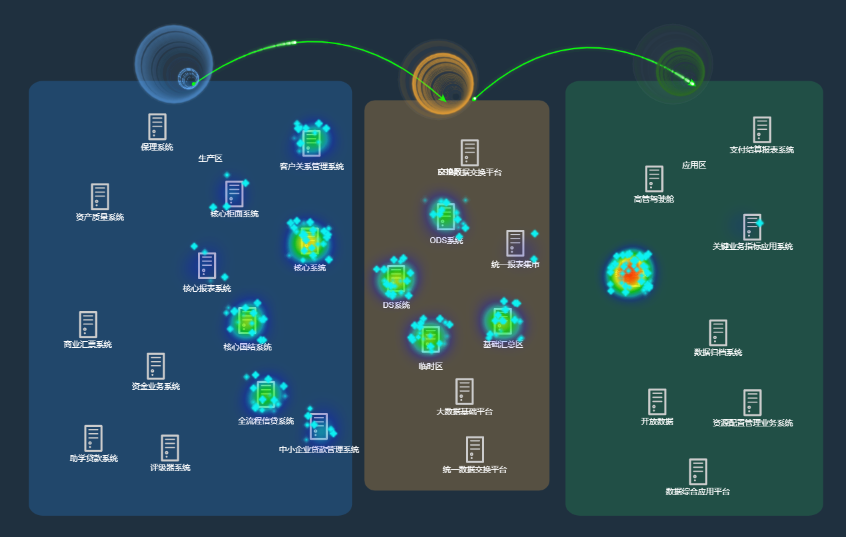 保理系统
生产区
客户关系管理系统
资产质量系统
核心柜面系统
核心系统
核心报表系统
商业汇票系统
核心国结系统
资金业务系统
全流程信贷系统
中小企业贷款管理系统
助学贷款系统
评级器系统
数据交换平台
ODS系统
统一报表集市
DS系统
基础汇总区
临时区
大数据基础平台
统一数据交换平台
支付结算报表系统
应用区
高管驾驶舱
关键业务指标应用系统
数据归档系统
开放数据
资源配置管理业务系统
数据综合应用平台